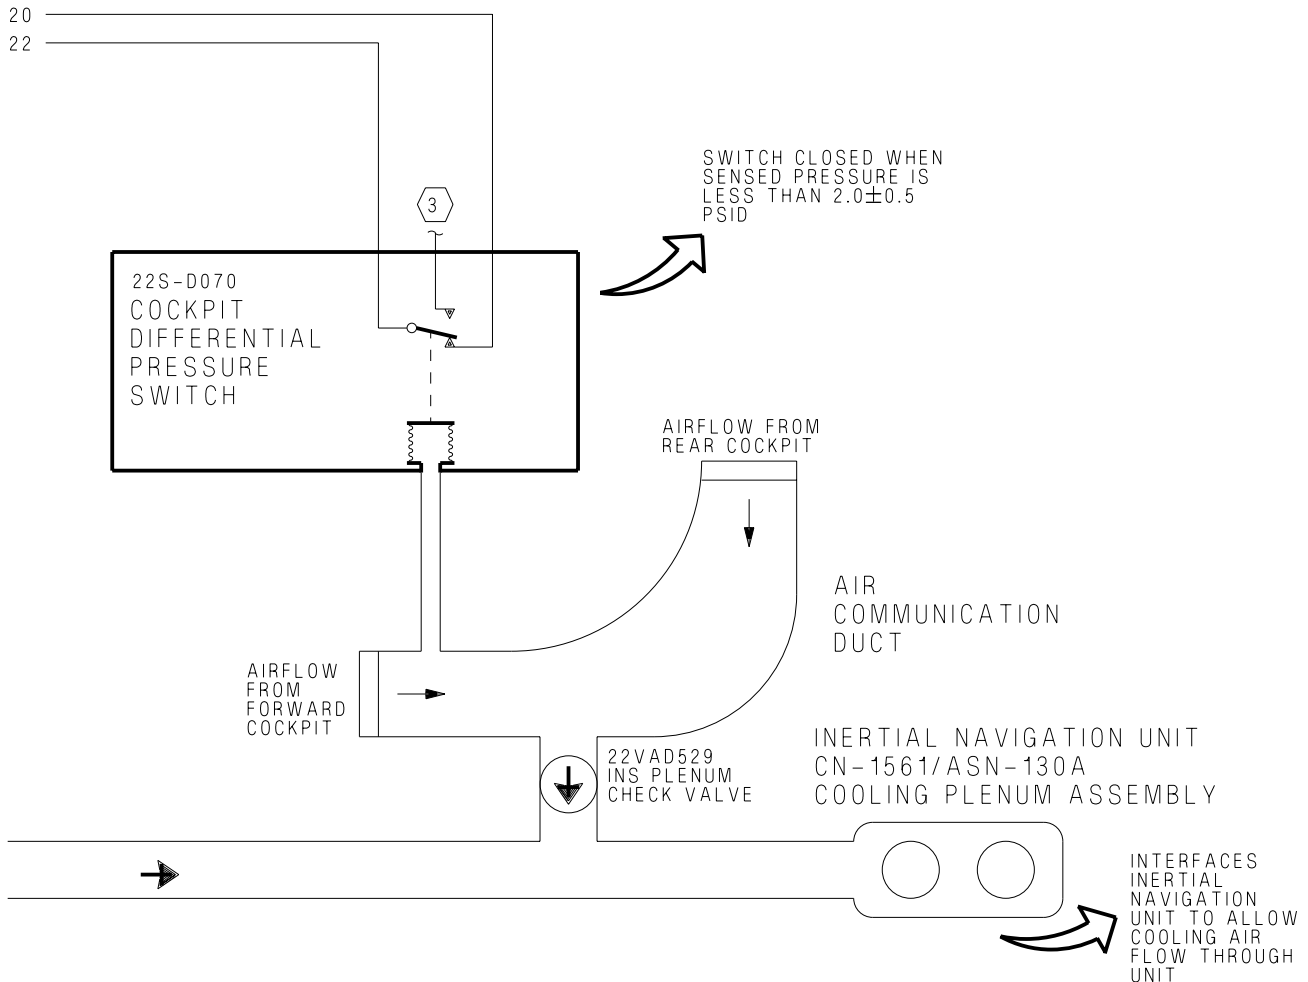 20
22
SWITCH CLOSED WHEN
SENSED PRESSURE IS
LESS THAN 2.0±0.5
PSID
3
22S-D070
COCKPIT
DIFFERENTIAL
PRESSURE
SWITCH
AIRFLOW FROM
REAR COCKPIT
AIR
COMMUNICATION
DUCT
AIRFLOW
FROM
FORWARD
COCKPIT
22VAD529
INS PLENUM
CHECK VALVE
INERTIAL NAVIGATION UNIT
CN-1561/ASN-130A
COOLING PLENUM ASSEMBLY
INTERFACES
INERTIAL
NAVIGATION
UNIT TO ALLOW
COOLING AIR
FLOW THROUGH
UNIT